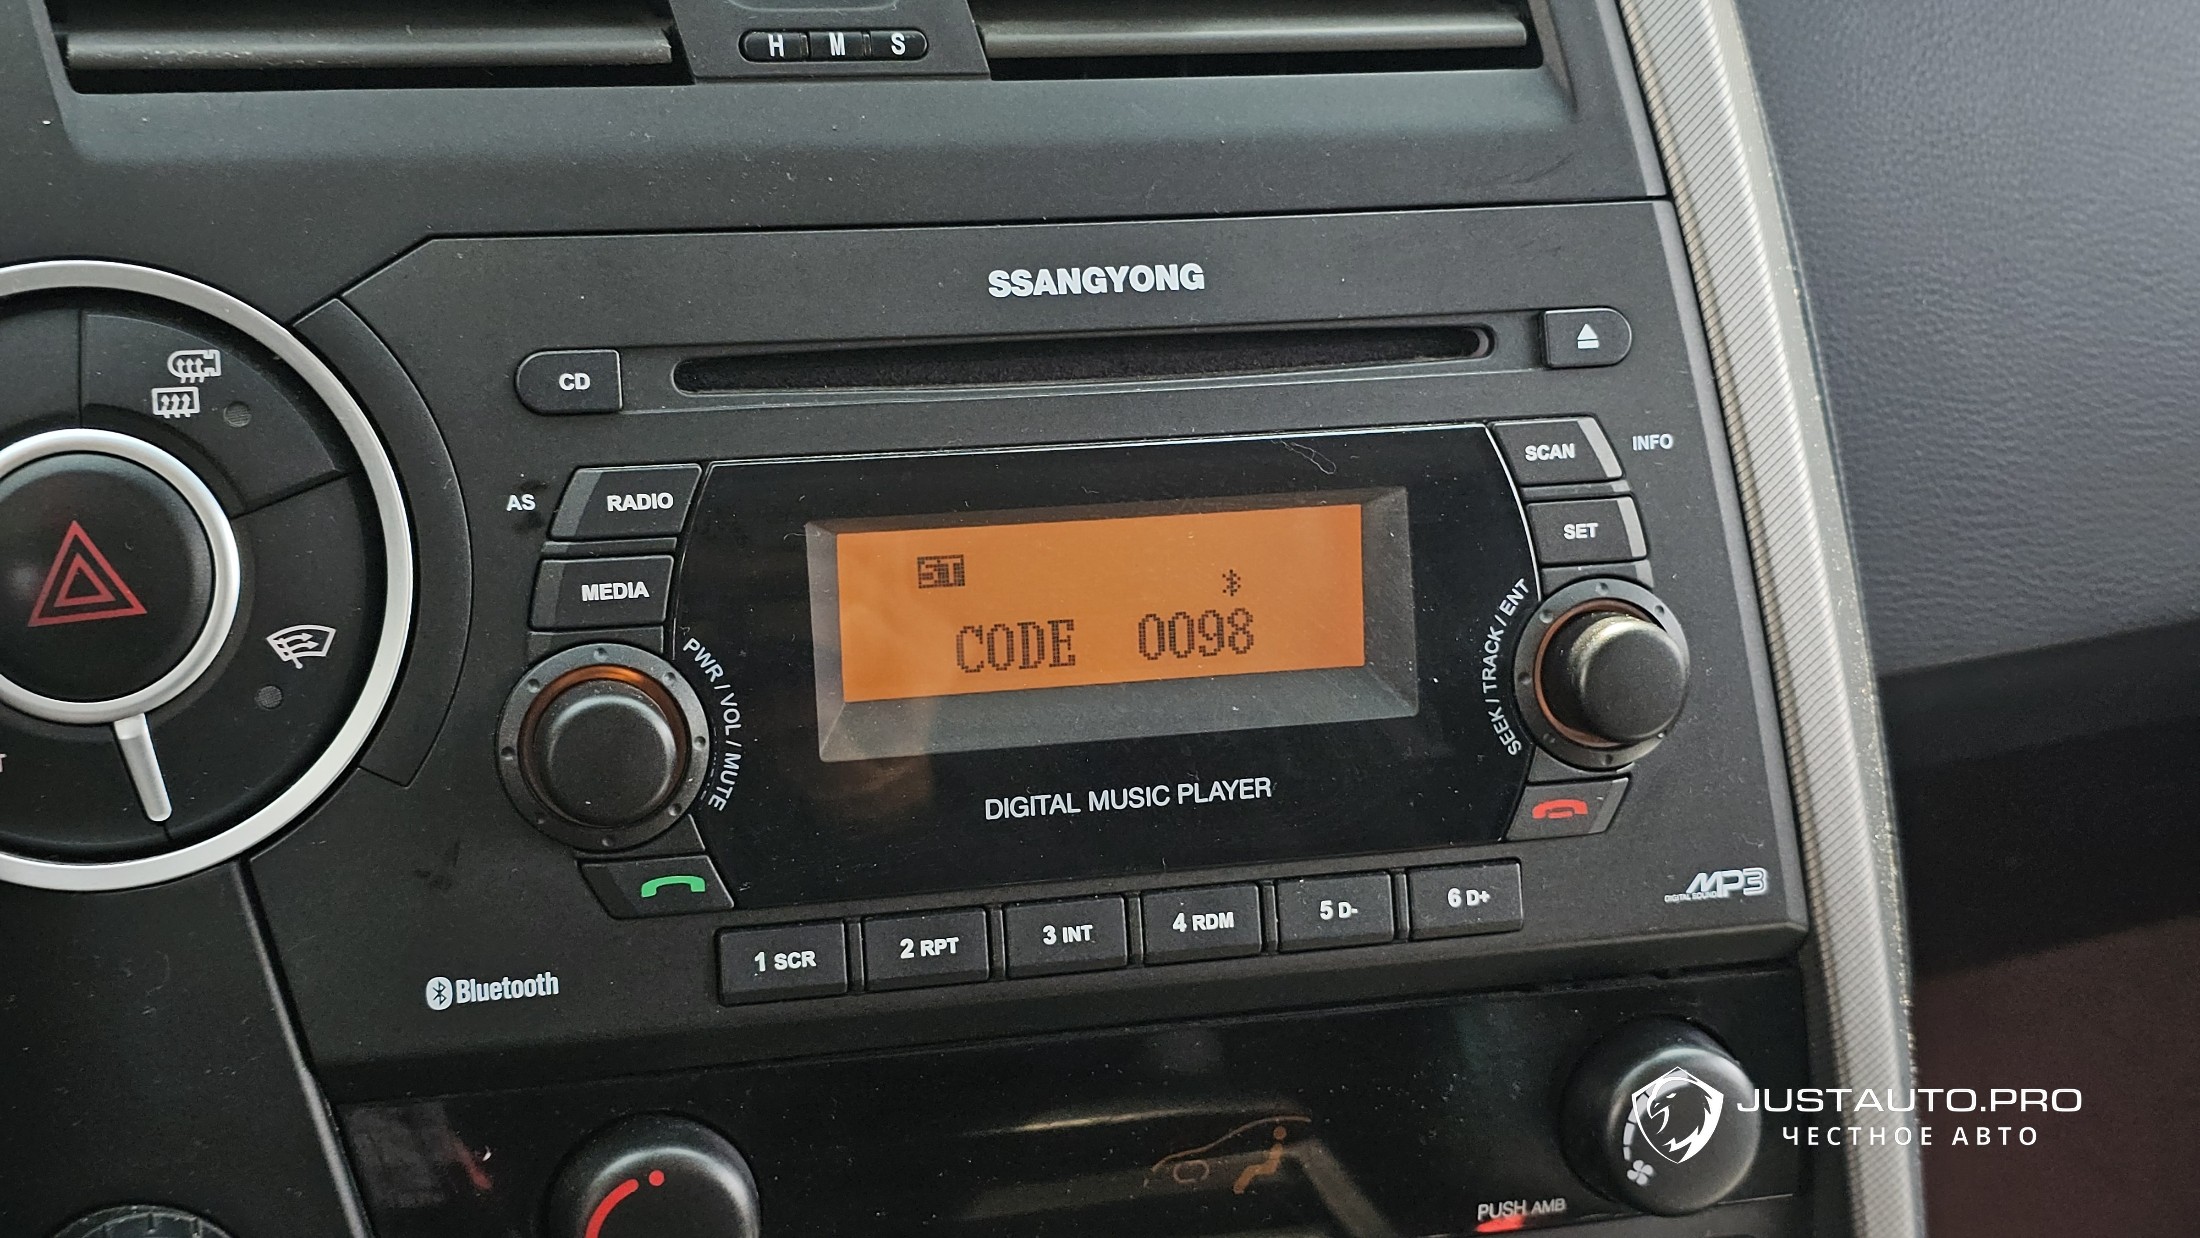 H M S
SSANGYONG
CD
AS RADIO
SCAN INFO
MEDIA
SET
ST
CODE 0098
PWR / VOL / MUTE
SEEK / TRACK / ENT
DIGITAL MUSIC PLAYER
1 SCR 2 RPT 3 INT 4 RDM 5 D- 6 D+
MP3
DIGITAL SOUND
Bluetooth
JUSTAUTO.PRO
ЧЕСТНОЕ АВТО
PUSH AMB